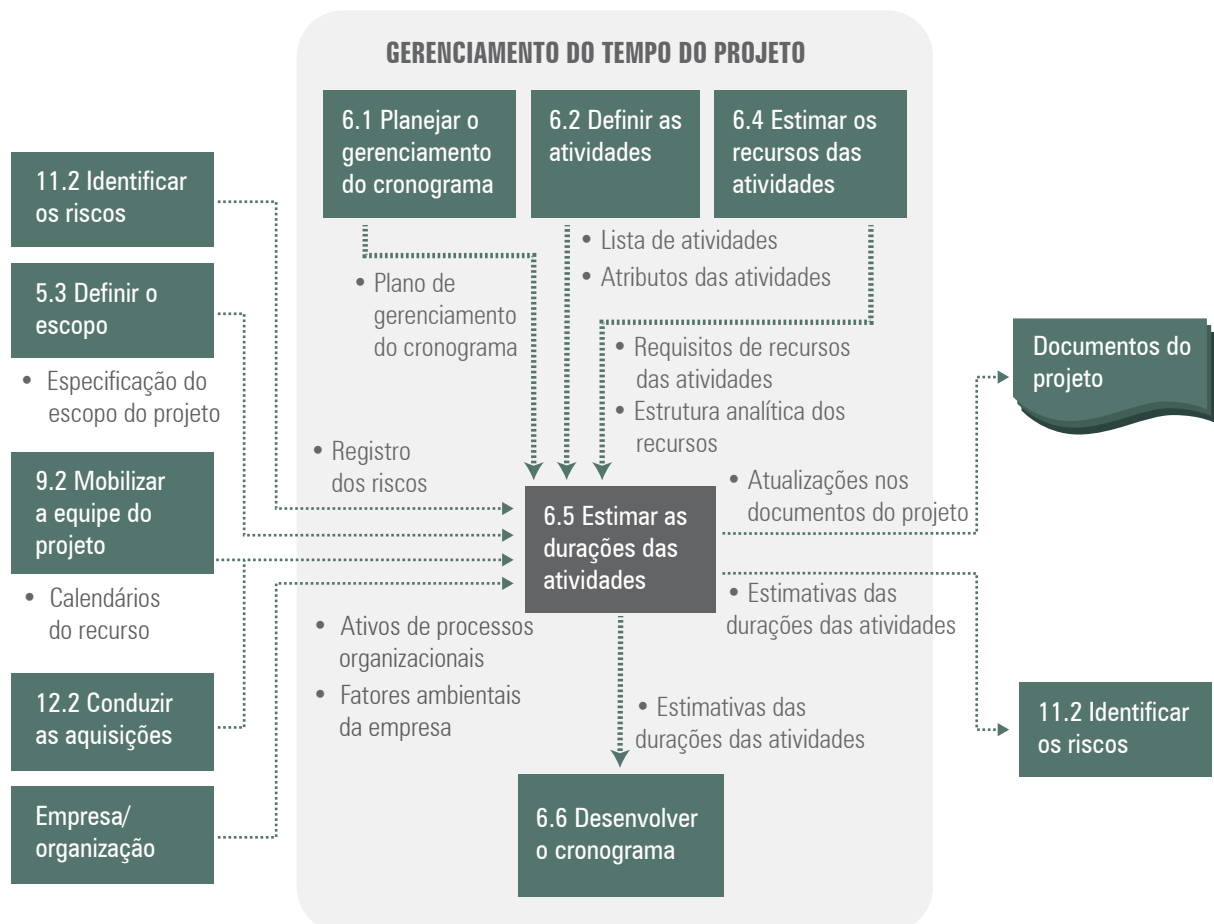 GERENCIAMENTO DO TEMPO DO PROJETO
6.1 Planejar o
gerenciamento
do cronograma
6.2 Definir as
atividades
6.4 Estimar os
recursos das
atividades
11.2 Identificar
os riscos
5.3 Definir o
escopo
• Especificação do
escopo do projeto
9.2 Mobilizar
a equipe do
projeto
• Calendários
do recurso
12.2 Conduzir
as aquisições
Empresa/
organização
• Plano de
gerenciamento
do cronograma
• Lista de atividades
• Atributos das atividades
• Requisitos de recursos
das atividades
• Estrutura analítica dos
recursos
• Registro
dos riscos
6.5 Estimar as
durações das
atividades
• Ativos de processos
organizacionais
• Fatores ambientais
da empresa
• Atualizações nos
documentos do projeto
• Estimativas das
durações das atividades
• Estimativas das
durações das atividades
6.6 Desenvolver
o cronograma
Documentos do
projeto
11.2 Identificar
os riscos